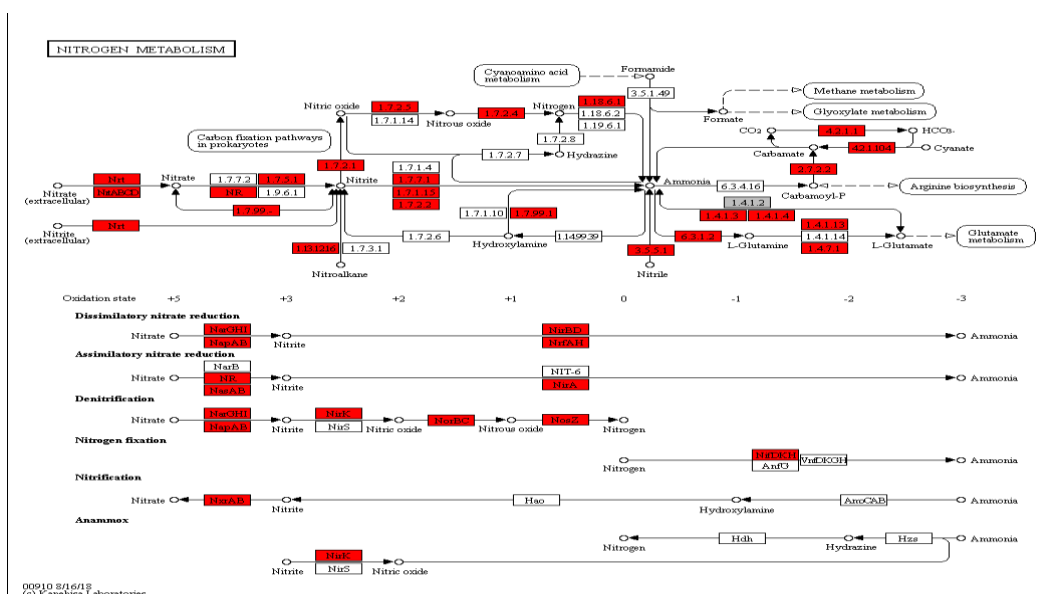 NITROGEN METABOLISM
Cyanoamino acid
metabolism
Formamide
3.5.1.49
Methane metabolism
Glyoxylate metabolism
Formate
Nitric oxide
1.7.2.5
1.7.1.14
Nitrous oxide
1.7.2.4
Nitrogen
1.18.6.1
1.18.6.2
1.19.6.1
1.7.2.8
1.7.2.7
Hydrazine
Carbon fixation pathways
in prokaryotes
CO2
4.2.1.1
HCO3-
Carbamate
4.2.1.104
Cyanate
2.7.2.2
Nrt
NrtABCD
Nitrate
(extracellular)
Nitrate
1.7.7.2
1.7.5.1
NR
1.9.6.1
1.7.99.-
1.7.2.1
Nitrite
1.7.1.4
1.7.7.1
1.7.1.15
1.7.2.2
Ammonia
6.3.4.16
Carbamoyl-P
Arginine biosynthesis
1.4.1.2
1.4.1.3
1.4.1.4
Nrt
Nitrite
(extracellular)
1.7.1.10
1.7.99.1
1.7.2.6
Hydroxylamine
1.14.99.39
6.3.1.2
L-Glutamine
1.4.1.13
1.4.1.14
1.4.7.1
L-Glutamate
Glutamate
metabolism
1.13.12.16
1.7.3.1
Nitroalkane
3.5.5.1
Nitrile
Oxidation state +5 +3 +2 +1 0 -1 -2 -3
Dissimilatory nitrate reduction
NarGHI NirBD
Nitrate Nitrite Ammonia
NapAB NrfAH
Assimilatory nitrate reduction
NarB NIT-6
Nitrate NR Nitrite Ammonia
NasAB NirA
Denitrification
NarGHI NirK
Nitrate Nitrite Nitric oxide NorBC Nitrous oxide NosZ Nitrogen
NapAB NirS
Nitrogen fixation
NifDKH VnfDKGH
Nitrogen Ammonia
AnfG
Nitrification
Nitrate NxrAB Nitrite Hao Hydroxylamine AmoCAB Ammonia
Anammox
Nitrogen Hdh Hydrazine Hzs Ammonia
NirK
Nitrite Nitric oxide
NirS
00910 8/16/18
(c) Kanehisa Laboratories